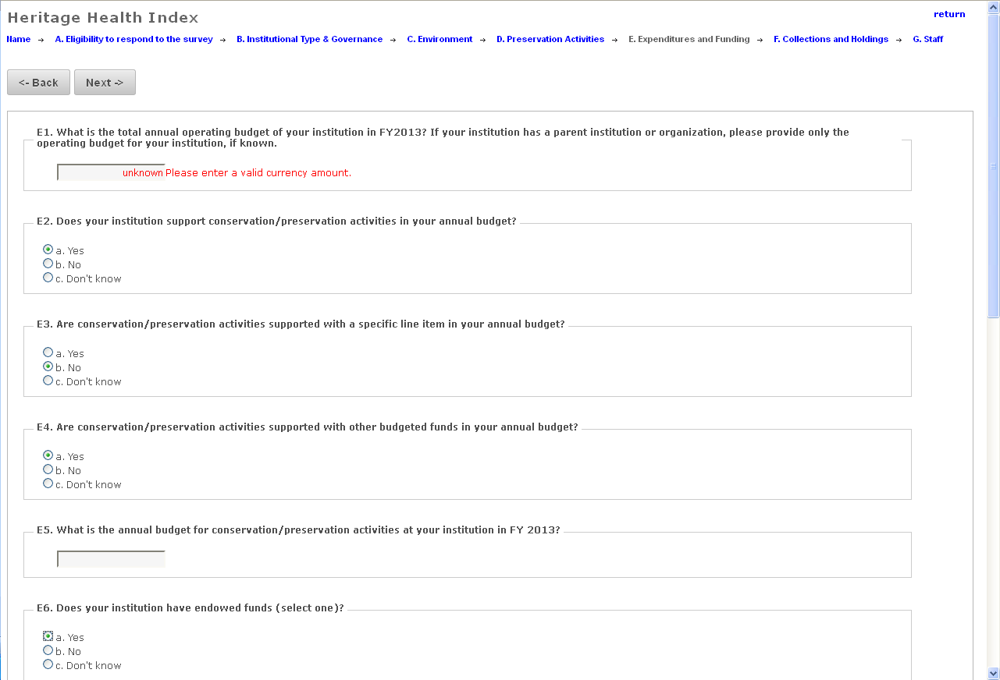 Heritage Health Index
return
Name → A. Eligibility to respond to the survey → B. Institutional Type & Governance → C. Environment → D. Preservation Activities → E. Expenditures and Funding → F. Collections and Holdings → G. Staff
<- Back Next ->
E1. What is the total annual operating budget of your institution in FY2013? If your institution has a parent institution or organization, please provide only the
operating budget for your institution, if known.
unknown Please enter a valid currency amount.
E2. Does your institution support conservation/preservation activities in your annual budget?
a. Yes
b. No
c. Don't know
E3. Are conservation/preservation activities supported with a specific line item in your annual budget?
a. Yes
b. No
c. Don't know
E4. Are conservation/preservation activities supported with other budgeted funds in your annual budget?
a. Yes
b. No
c. Don't know
E5. What is the annual budget for conservation/preservation activities at your institution in FY 2013?
E6. Does your institution have endowed funds (select one)?
a. Yes
b. No
c. Don't know